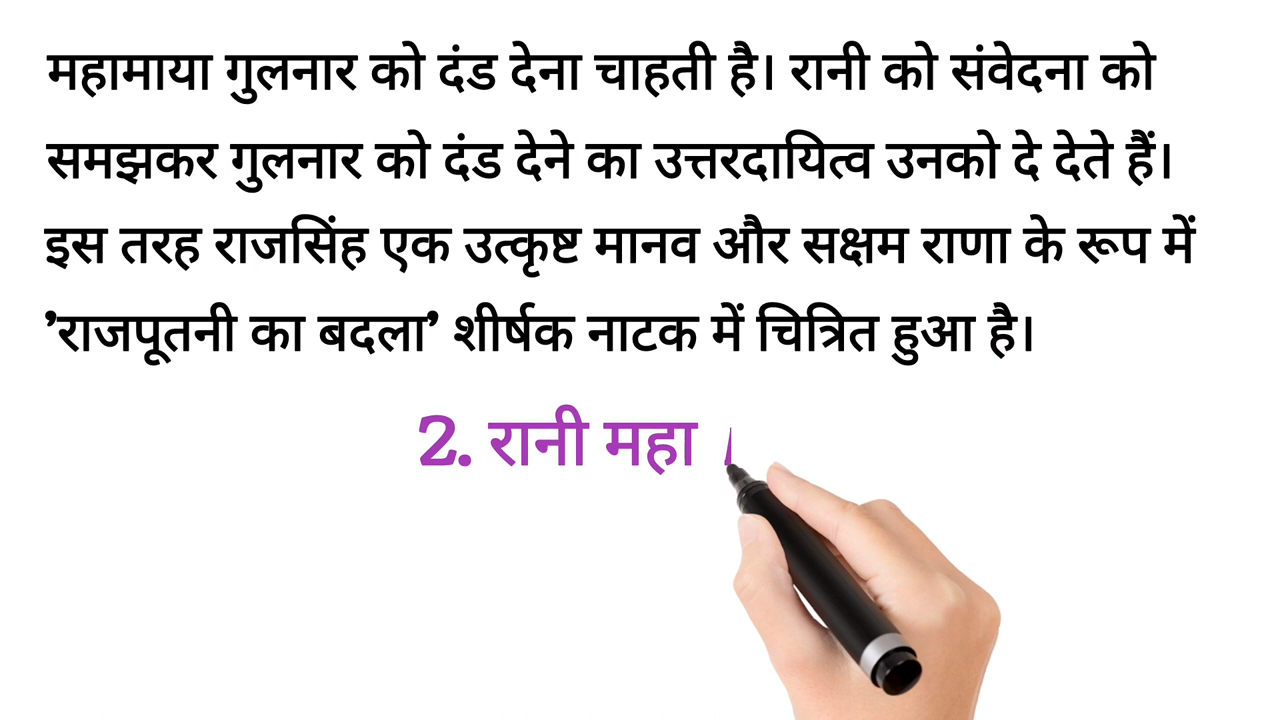 महामाया गुलनार को दंड देना चाहती है। रानी को संवेदना को
समझकर गुलनार को दंड देने का उत्तरदायित्व उनको दे देते हैं।
इस तरह राजसिंह एक उत्कृष्ट मानव और सक्षम राणा के रूप में
’राजपूतनी का बदला’ शीर्षक नाटक में चित्रित हुआ है।
2. रानी महा